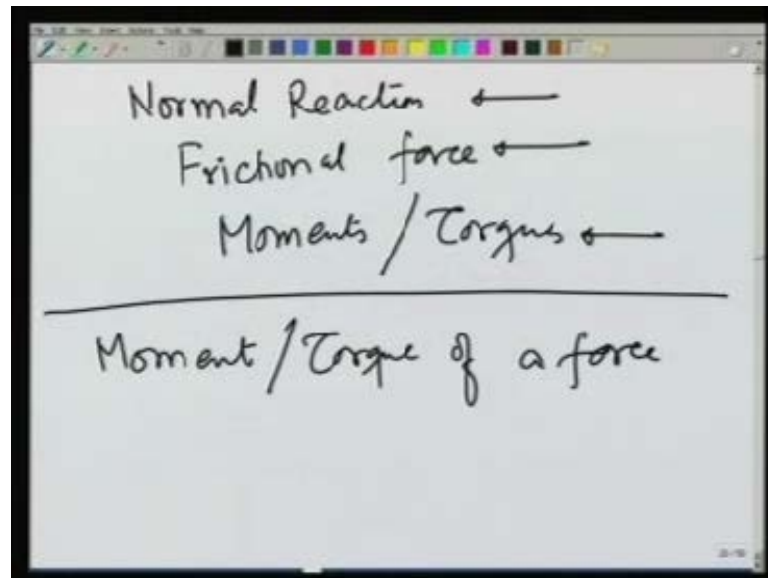 Normal Reaction ←
Frictional force ←
Moments / Torques ←
Moment / Torque of a force